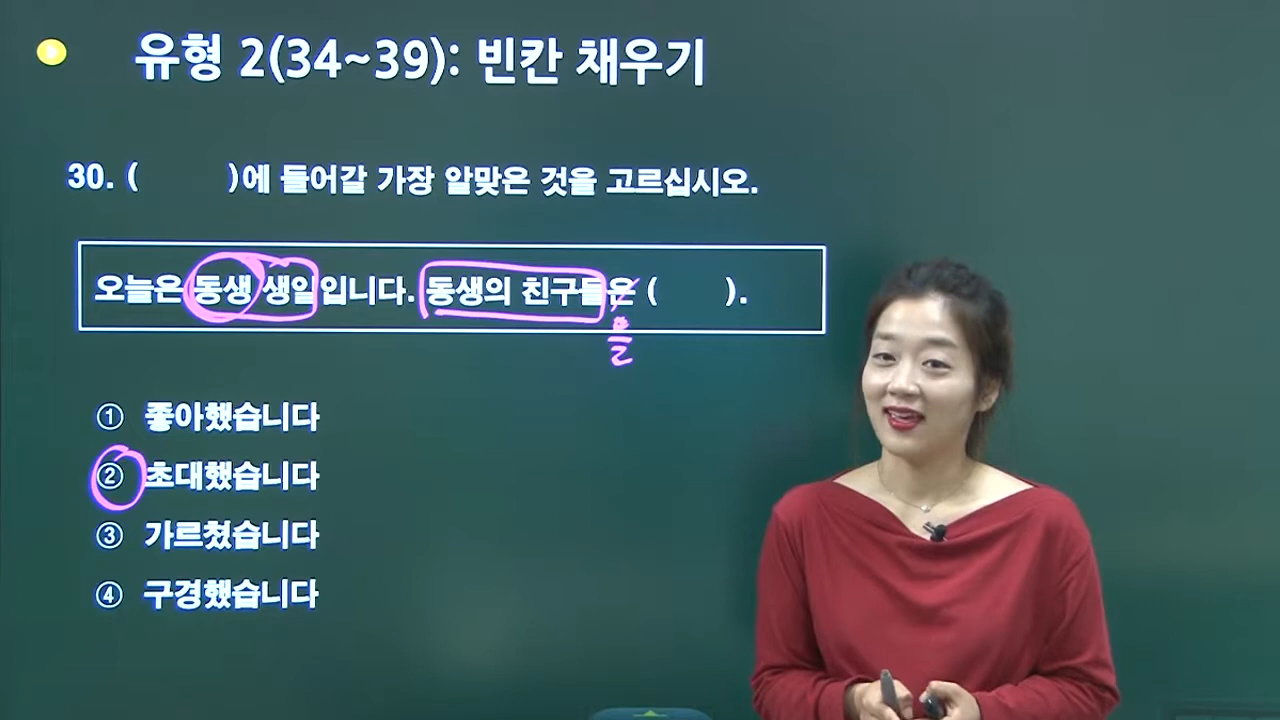 유형 2(34~39): 빈칸 채우기
30. ( )에 들어갈 가장 알맞은 것을 고르십시오.
오늘은 동생 생일입니다. 동생의 친구들은 ( ).
을
① 좋아했습니다
② 초대했습니다
③ 가르쳤습니다
④ 구경했습니다